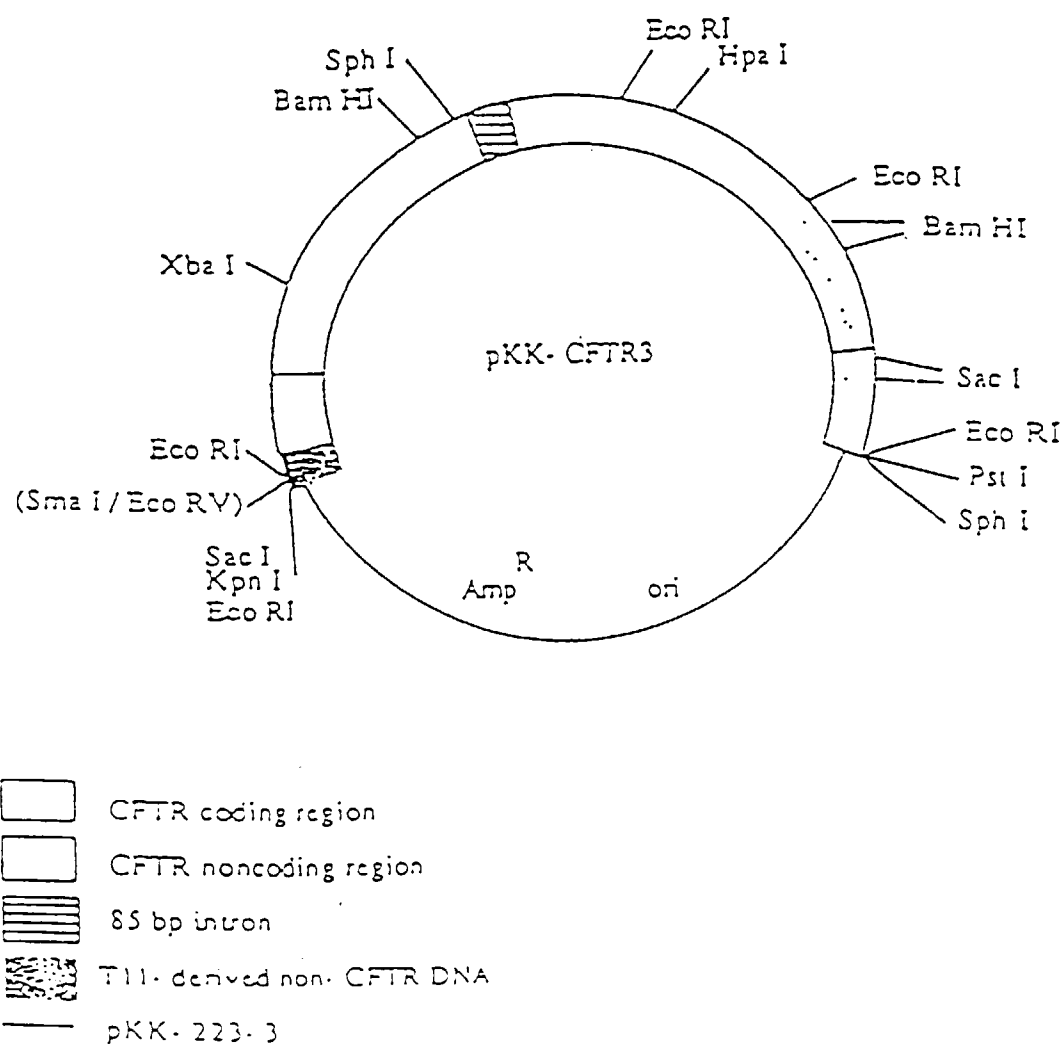 Eco RI
Hpa I
Sph I
Bam HI
Eco RI
Bam HI
Xba I
pKK- CFTR3
Sac I
Eco RI
Eco RI
Pst I
(Sma I / Eco RV)
Sph I
Sac I
Kpn I
Eco RI
Amp R
ori
CFTR coding region
CFTR noncoding region
85 bp intron
T11- derived non- CFTR DNA
pKK- 223- 3